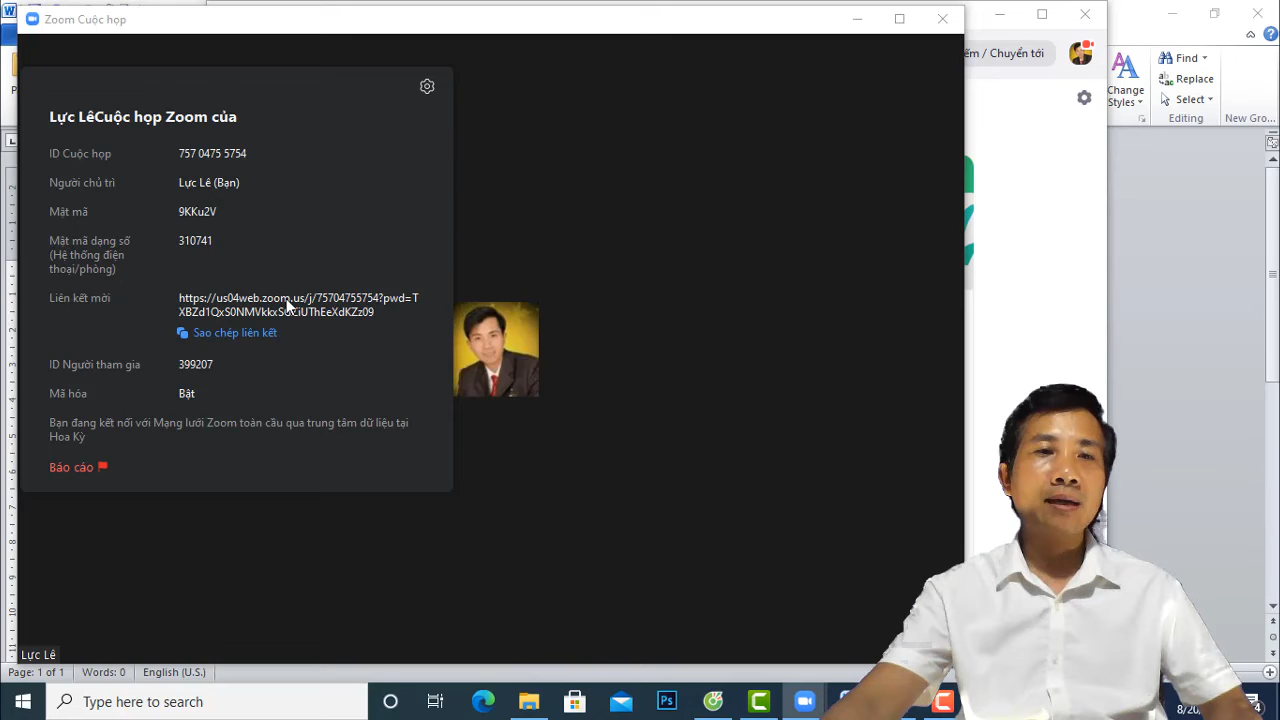 Zoom Cuộc họp
ếm / Chuyển tới
Lực LêCuộc họp Zoom của
ID Cuộc họp 757 0475 5754
Người chủ trì Lực Lê (Bạn)
Mật mã 9KKu2V
Mật mã dạng số 310741
(Hệ thống điện
thoại/phòng)
Liên kết mời https://us04web.zoom.us/j/75704755754?pwd=T
Sao chép liên kết
ID Người tham gia 399207
Mã hóa Bật
Bạn đang kết nối với Mạng lưới Zoom toàn cầu qua trung tâm dữ liệu tại
Hoa Kỳ
Báo cáo
Lực Lê
Find
Replace
Select
Change
Styles
Editing
New Gro...
Page: 1 of 1 Words: 0 English (U.S.)
Type here to search
Ps